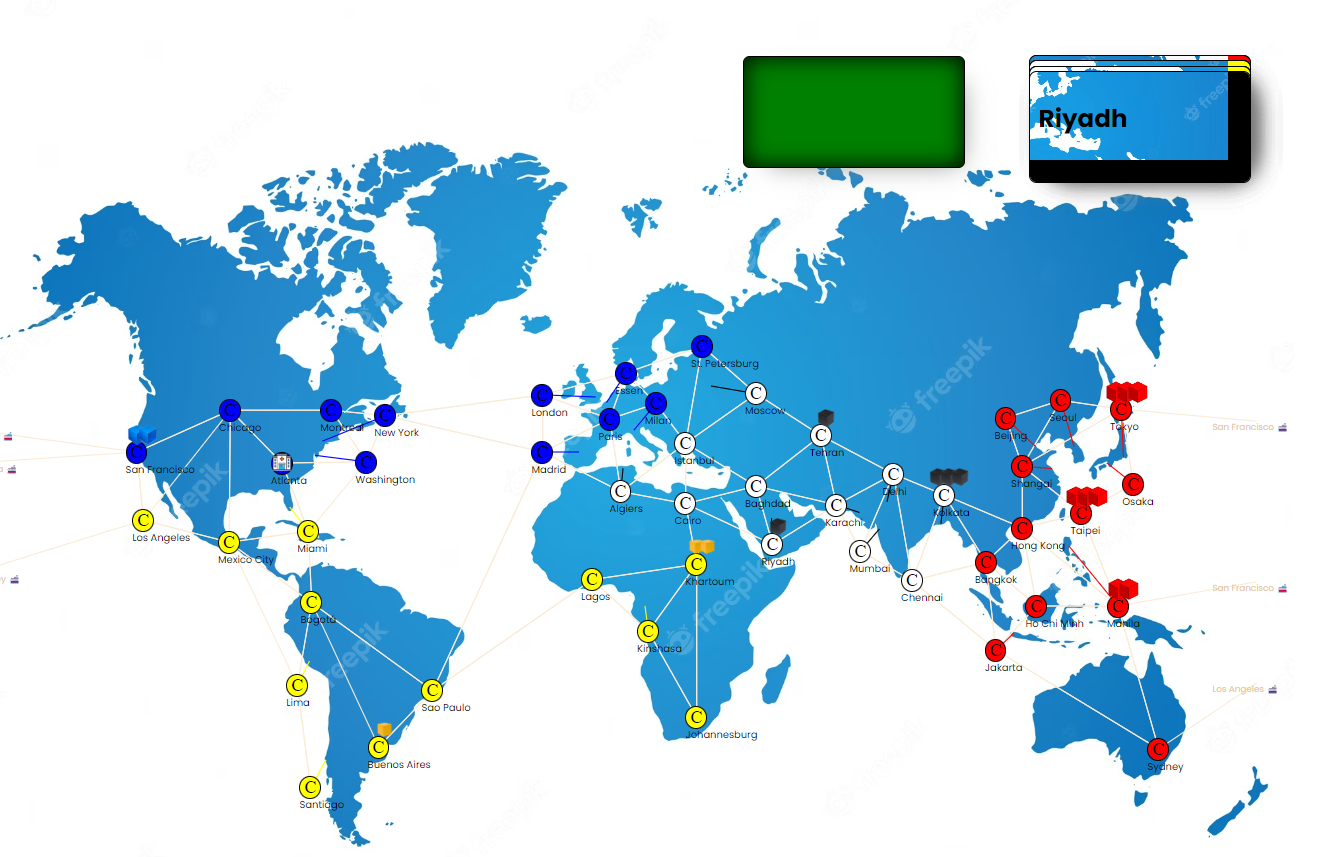 Riyadh
St. Petersburg
Essen
Moscow
London
Chicago
Montreal
New York
Paris
Milan
Istanbul
Tehran
Beijing
Seoul
Tokyo
San Francisco
San Francisco
Atlanta
Washington
Madrid
Algiers
Cairo
Baghdad
Karachi
Delhi
Kolkata
Shangai
Osaka
Los Angeles
Mexico City
Miami
Riyadh
Mumbai
Hong Kong
Taipei
Lagos
Khartoum
Chennai
Bangkok
San Francisco
Bogota
Kinshasa
Ho Chi Minh
Manila
Jakarta
Lima
Sao Paulo
Los Angeles
Johannesburg
Buenos Aires
Sydney
Santiago
freepik